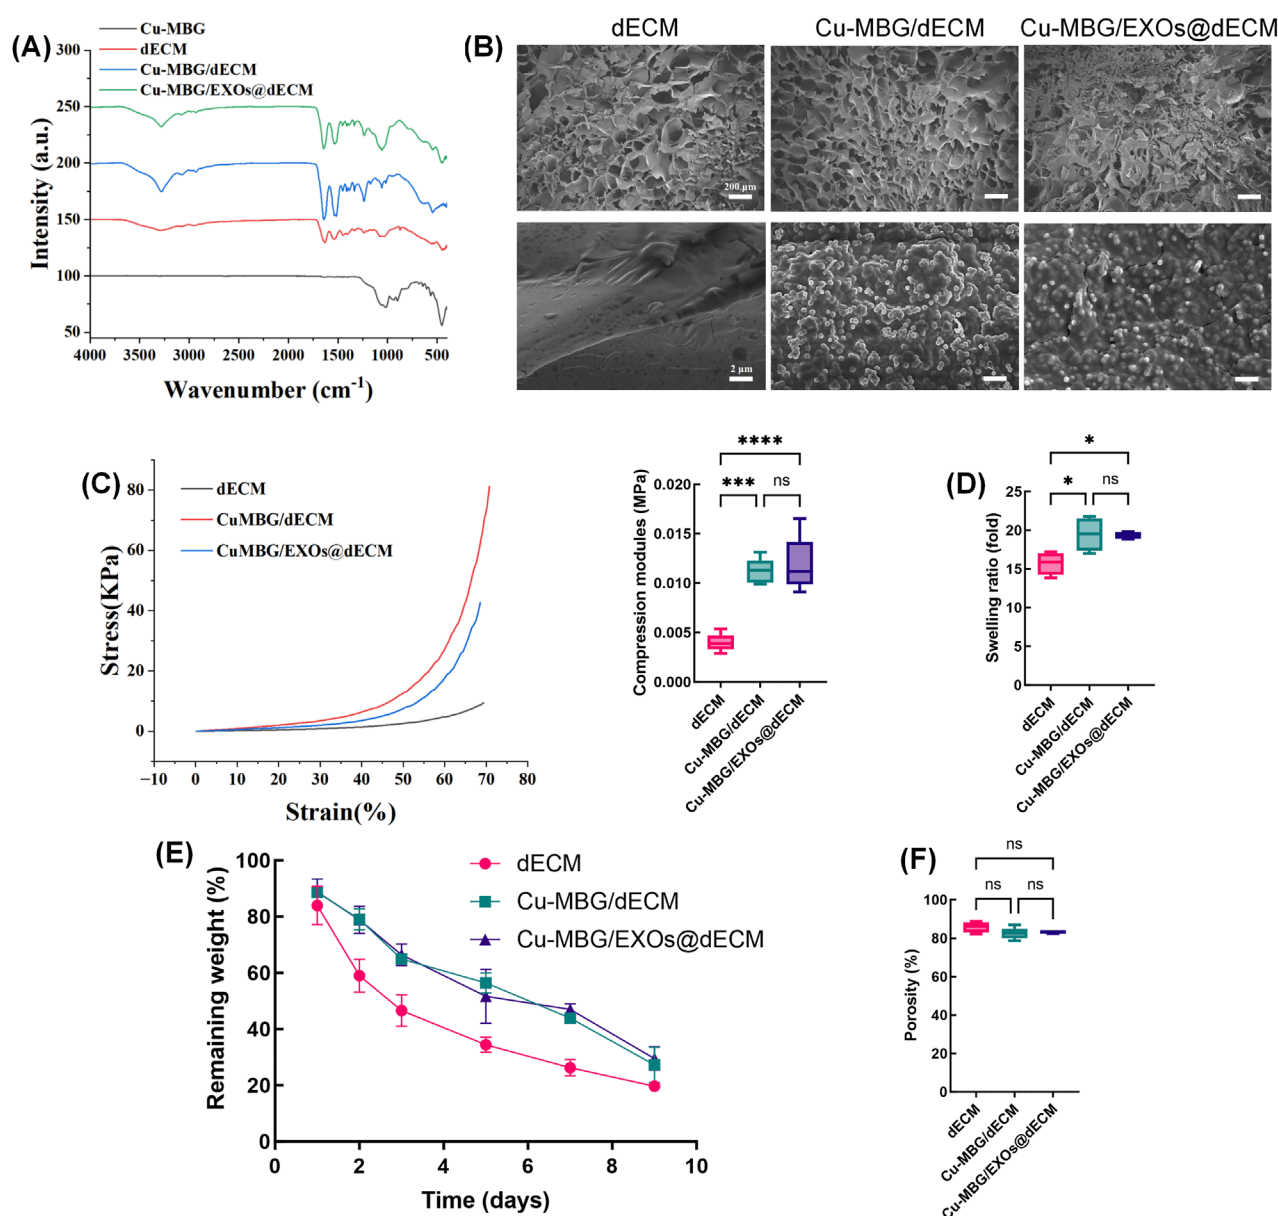 (A)
Cu-MBG
dECM
Cu-MBG/dECM
Cu-MBG/EXOs@dECM
300
250
200
150
100
50
Intensity (a.u.)
4000 3500 3000 2500 2000 1500 1000 500
Wavenumber (cm-1)
(B)
dECM Cu-MBG/dECM Cu-MBG/EXOs@dECM
200 μm
2 μm
(C)
dECM
CuMBG/dECM
CuMBG/EXOs@dECM
80
60
40
20
0
Stress(KPa)
−10 0 10 20 30 40 50 60 70 80
Strain(%)
****
*** ns
0.020
0.015
0.010
0.005
0.000
Compression modules (MPa)
dECM
Cu-MBG/dECM
Cu-MBG/EXOs@dECM
(D)
*
* ns
25
20
15
10
5
0
Swelling ratio (fold)
dECM
Cu-MBG/dECM
Cu-MBG/EXOs@dECM
(E)
dECM
Cu-MBG/dECM
Cu-MBG/EXOs@dECM
100
80
60
40
20
0
Remaining weight (%)
0 2 4 6 8 10
Time (days)
(F)
ns
ns ns
100
80
60
40
20
0
Porosity (%)
dECM
Cu-MBG/dECM
Cu-MBG/EXOs@dECM